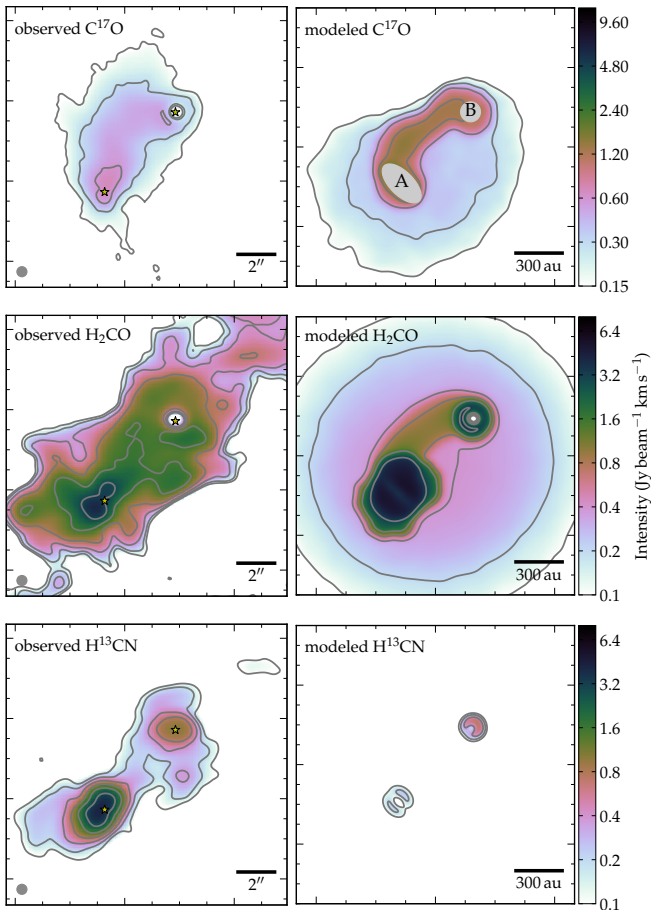 observed C¹⁷O
2″
modeled C¹⁷O
A
B
300 au
9.60
4.80
2.40
1.20
0.60
0.30
0.15
observed H₂CO
2″
modeled H₂CO
300 au
6.4
3.2
1.6
0.8
0.4
0.2
0.1
Intensity (Jy beam⁻¹ km s⁻¹)
observed H¹³CN
2″
modeled H¹³CN
300 au
6.4
3.2
1.6
0.8
0.4
0.2
0.1